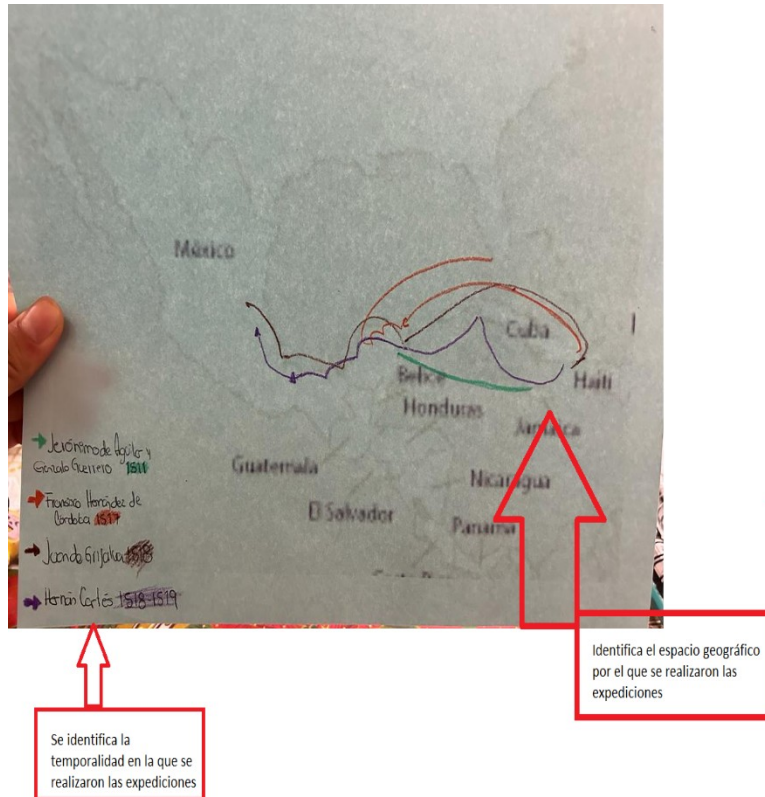 México
Cuba
Belice
Haití
Honduras
Jamaica
Guatemala
Nicaragua
El Salvador
Panamá
Jerónimo de Aguilar y
Gonzalo Guerrero 1511
Francisco Hernández de
Córdoba 1517
Juan de Grijalva 1518
Hernán Cortés 1518-1519
Identifica el espacio geográfico
por el que se realizaron las
expediciones
Se identifica la
temporalidad en la que se
realizaron las expediciones